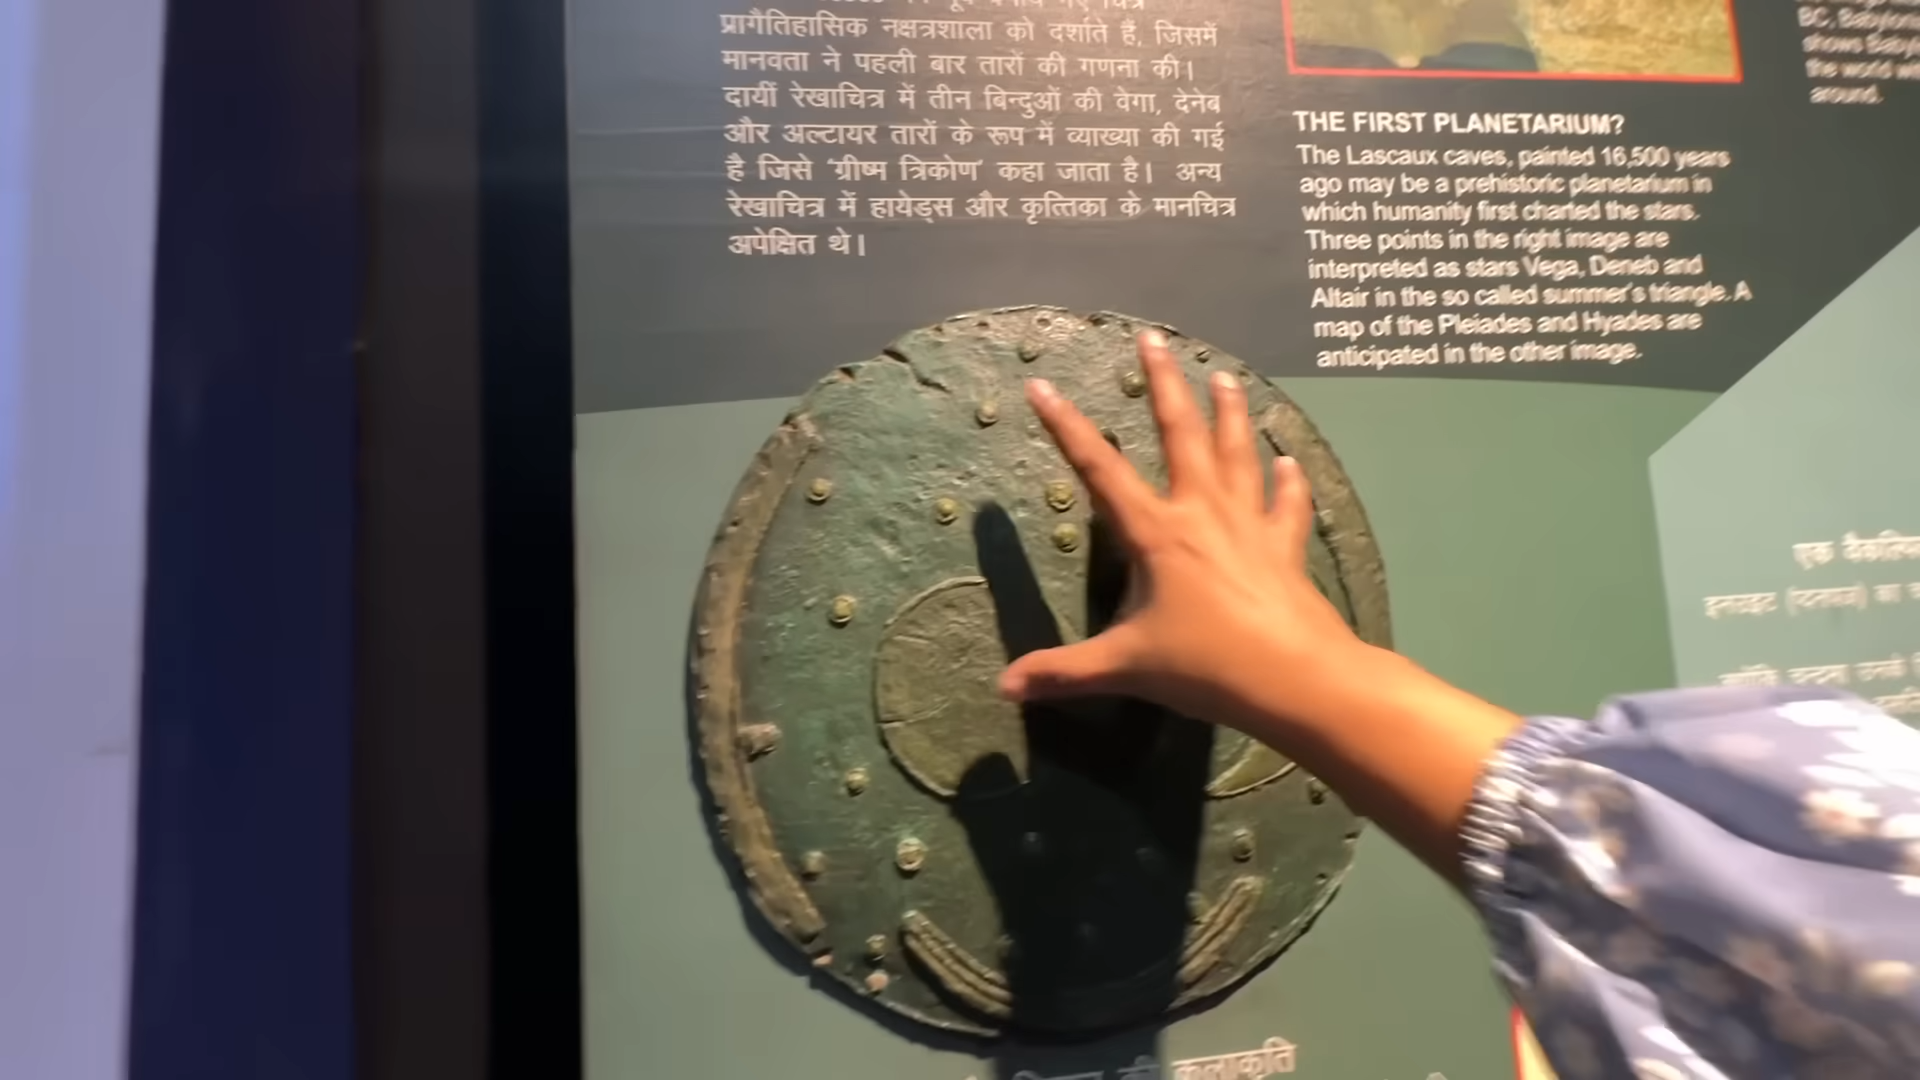 प्रागैतिहासिक नक्षत्रशाला को दर्शाते हैं, जिसमें
मानवता ने पहली बार तारों की गणना की।
दायीं रेखाचित्र में तीन बिन्दुओं की वेगा, देनेब
और अल्टायर तारों के रूप में व्याख्या की गई
है जिसे 'ग्रीष्म त्रिकोण' कहा जाता है। अन्य
रेखाचित्र में हायेड्स और कृत्तिका के मानचित्र
अपेक्षित थे।
THE FIRST PLANETARIUM?
The Lascaux caves, painted 16,500 years
ago may be a prehistoric planetarium in
which humanity first charted the stars.
Three points in the right image are
interpreted as stars Vega, Deneb and
Altair in the so called summer's triangle. A
map of the Pleiades and Hyades are
anticipated in the other image.
BC,
shows
the world
around.
एक
की कलाकृति